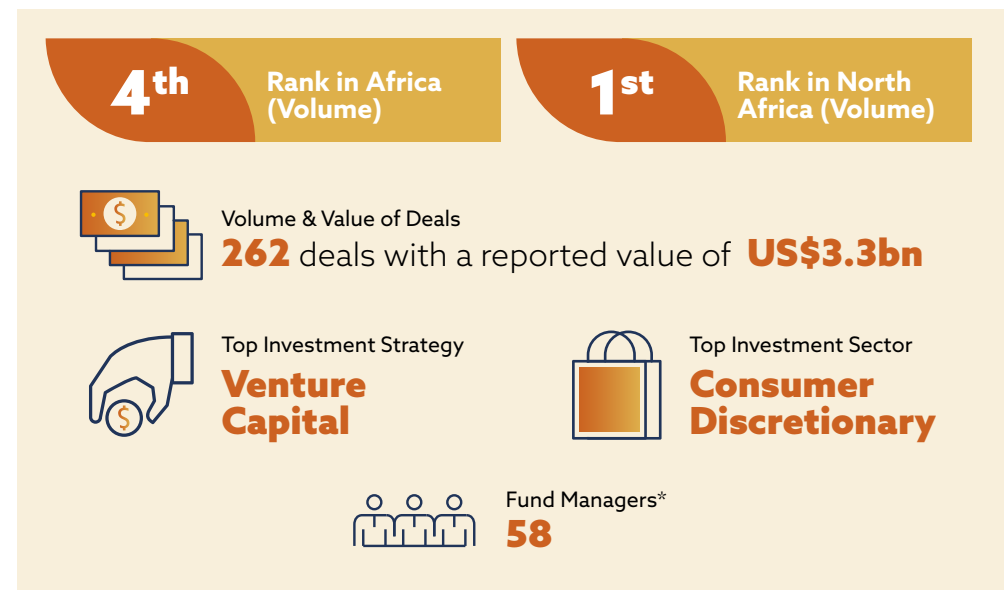 4th
Rank in Africa
(Volume)
1st
Rank in North
Africa (Volume)
$
Volume & Value of Deals
262 deals with a reported value of US$3.3bn
Top Investment Strategy
Venture
Capital
$
Top Investment Sector
Consumer
Discretionary
Fund Managers*
58